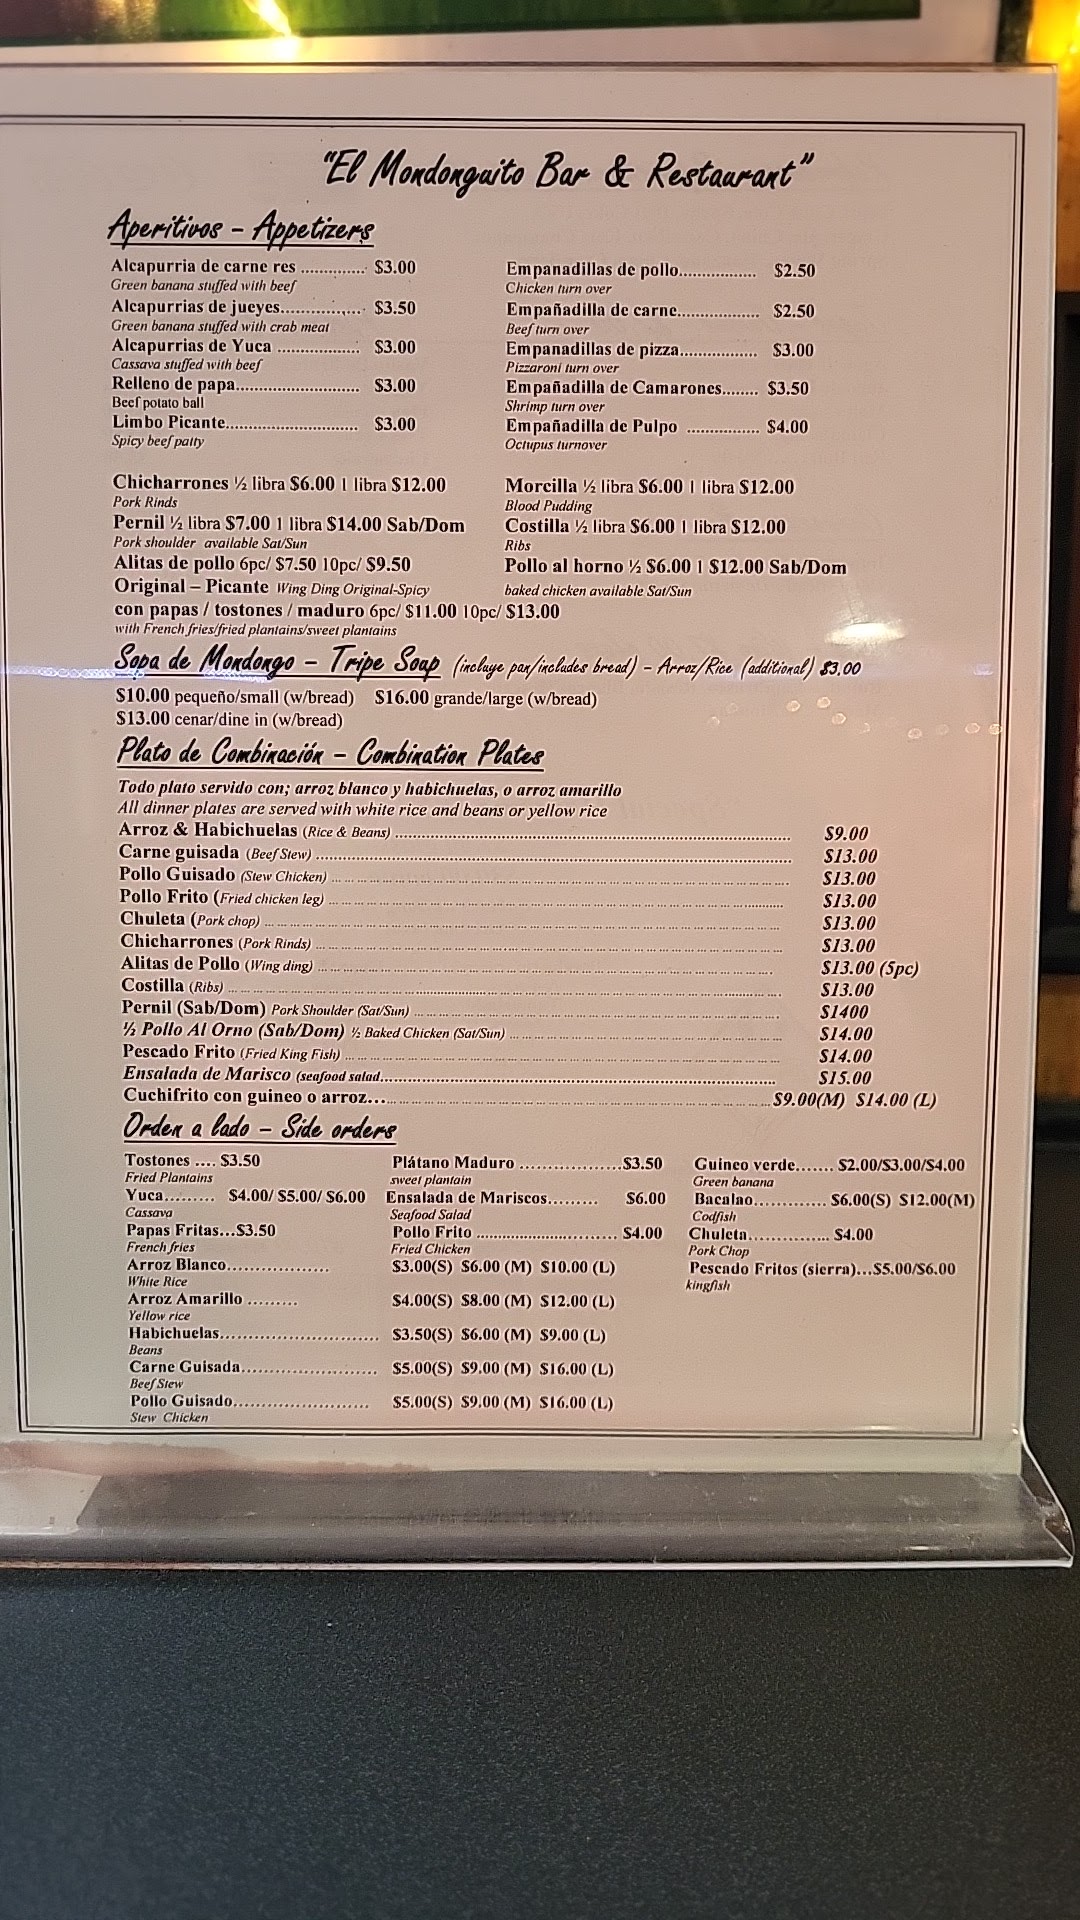 "El Mondonguito Bar & Restaurant"
Aperitivos - Appetizers
Alcapurria de carne res .............. $3.00
Green banana stuffed with beef
Alcapurrias de jueyes.................. $3.50
Green banana stuffed with crab meat
Alcapurrias de Yuca .................. $3.00
Cassava stuffed with beef
Relleno de papa........................... $3.00
Beef potato ball
Limbo Picante............................. $3.00
Spicy beef patty
Empanadillas de pollo................. $2.50
Chicken turn over
Empañadilla de carne.................. $2.50
Beef turn over
Empanadillas de pizza................. $3.00
Pizzaroni turn over
Empañadilla de Camarones........ $3.50
Shrimp turn over
Empañadilla de Pulpo ................ $4.00
Octupus turnover
Chicharrones ½ libra $6.00 1 libra $12.00
Pork Rinds
Pernil ½ libra $7.00 1 libra $14.00 Sab/Dom
Pork shoulder available Sat/Sun
Alitas de pollo 6pc/ $7.50 10pc/ $9.50
Original – Picante Wing Ding Original-Spicy
con papas / tostones / maduro 6pc/ $11.00 10pc/ $13.00
with French fries/fried plantains/sweet plantains
Morcilla ½ libra $6.00 1 libra $12.00
Blood Pudding
Costilla ½ libra $6.00 1 libra $12.00
Ribs
Pollo al horno ½ $6.00 1 $12.00 Sab/Dom
baked chicken available Sat/Sun
Sopa de Mondongo - Tripe Soup (incluye pan/includes bread) - Arroz/Rice (additional) $3.00
$10.00 pequeño/small (w/bread) $16.00 grande/large (w/bread)
$13.00 cenar/dine in (w/bread)
Plato de Combinación - Combination Plates
Todo plato servido con; arroz blanco y habichuelas, o arroz amarillo
All dinner plates are served with white rice and beans or yellow rice
Arroz & Habichuelas (Rice & Beans) ........................ $9.00
Carne guisada (Beef Stew) ........................ $13.00
Pollo Guisado (Stew Chicken) ........................ $13.00
Pollo Frito (Fried chicken leg) ........................ $13.00
Chuleta (Pork chop) ........................ $13.00
Chicharrones (Pork Rinds) ........................ $13.00
Alitas de Pollo (Wing ding) ........................ $13.00 (5pc)
Costilla (Ribs) ........................ $13.00
Pernil (Sab/Dom) Pork Shoulder (Sat/Sun) ........................ $1400
½ Pollo Al Orno (Sab/Dom) ½ Baked Chicken (Sat/Sun) ........................ $14.00
Pescado Frito (Fried King Fish) ........................ $14.00
Ensalada de Marisco (seafood salad........................ $15.00
Cuchifrito con guineo o arroz........................ $9.00(M) $14.00 (L)
Orden a lado - Side orders
Tostones .... $3.50
Fried Plantains
Yuca......... $4.00/ $5.00/ $6.00
Cassava
Papas Fritas...$3.50
French fries
Plátano Maduro ....................$3.50
sweet plantain
Ensalada de Mariscos......... $6.00
Seafood Salad
Pollo Frito ............................ $4.00
Fried Chicken
Guineo verde....... $2.00/$3.00/$4.00
Green banana
Bacalao............ $6.00(S) $12.00(M)
Codfish
Chuleta.............. $4.00
Pork Chop
Pescado Fritos (sierra)...$5.00/$6.00
kingfish
Arroz Blanco................. $3.00(S) $6.00 (M) $10.00 (L)
White Rice
Arroz Amarillo ......... $4.00(S) $8.00 (M) $12.00 (L)
Yellow rice
Habichuelas........................... $3.50(S) $6.00 (M) $9.00 (L)
Beans
Carne Guisada....................... $5.00(S) $9.00 (M) $16.00 (L)
Beef Stew
Pollo Guisado....................... $5.00(S) $9.00 (M) $16.00 (L)
Stew Chicken